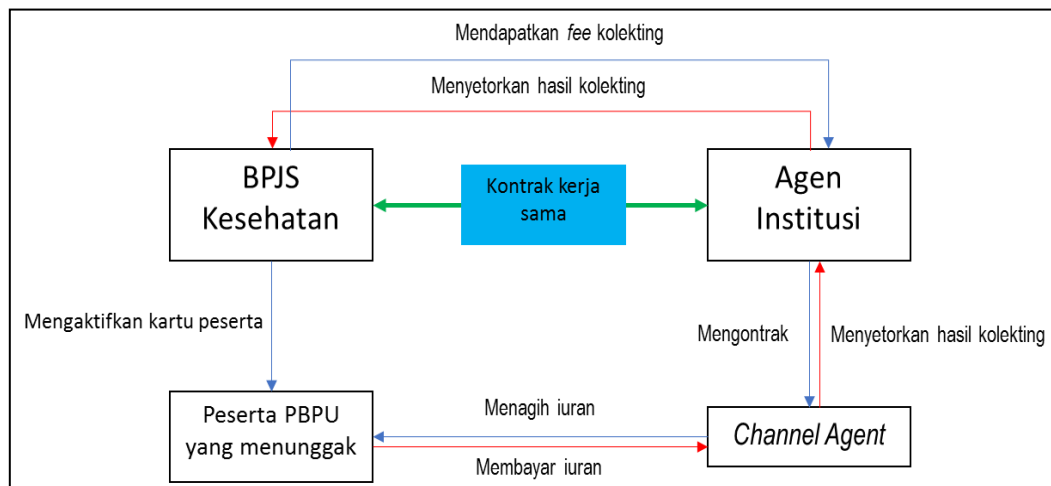 Mendapatkan fee kolekting
Menyetorkan hasil kolekting
BPJS
Kesehatan
Kontrak kerja
sama
Agen
Institusi
Mengaktifkan kartu peserta
Mengontrak
Menyetorkan hasil kolekting
Peserta PBPU
yang menunggak
Menagih iuran
Membayar iuran
Channel Agent